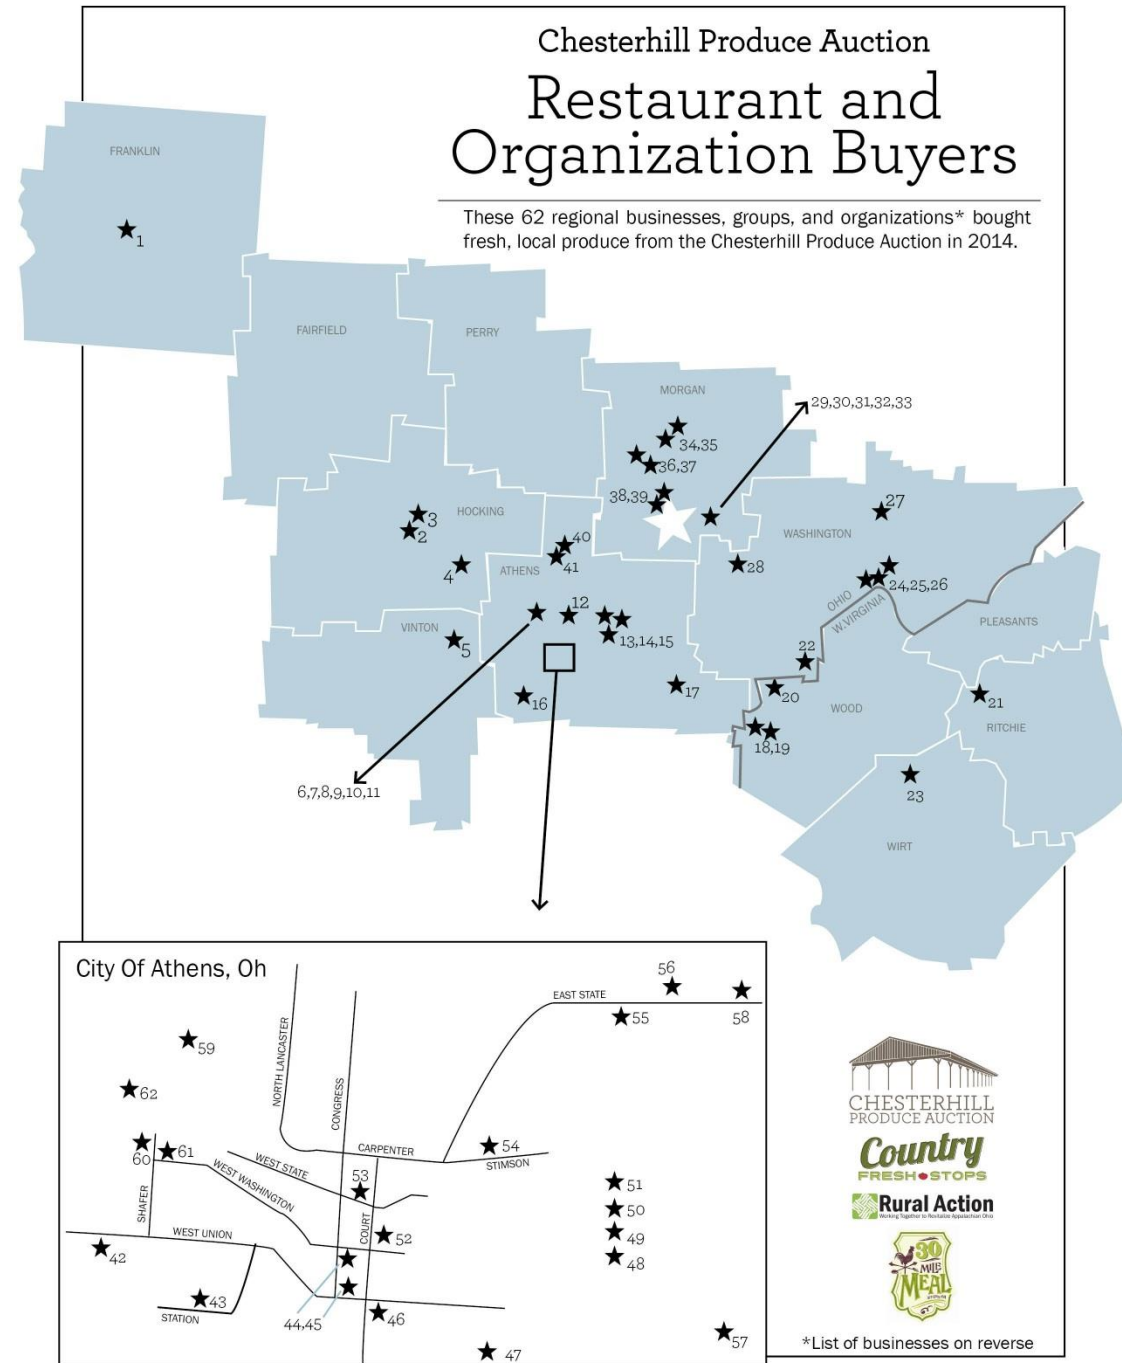 Chesterhill Produce Auction
Restaurant and
Organization Buyers
These 62 regional businesses, groups, and organizations* bought
fresh, local produce from the Chesterhill Produce Auction in 2014.
FRANKLIN
1
FAIRFIELD
PERRY
MORGAN
29,30,31,32,33
34,35
36,37
38,39
HOCKING
3
2
4
40
41
ATHENS
WASHINGTON
27
28
24,25,26
OHIO
W.VIRGINIA
PLEASANTS
VINTON
5
12
13,14,15
16
17
22
20
WOOD
18,19
21
RITCHIE
23
WIRT
6,7,8,9,10,11
City Of Athens, Oh
56
EAST STATE
55
58
59
62
NORTH LANCASTER
CONGRESS
60
61
CARPENTER
54
STIMSON
WEST STATE
WEST WASHINGTON
53
51
50
49
48
SHAFER
COURT
52
WEST UNION
42
43
STATION
44,45
46
47
57
CHESTERHILL
PRODUCE AUCTION
Country
FRESH STOPS
Rural Action
Working Together to Revitalize Appalachian Ohio
30
MILE
MEAL
*List of businesses on reverse